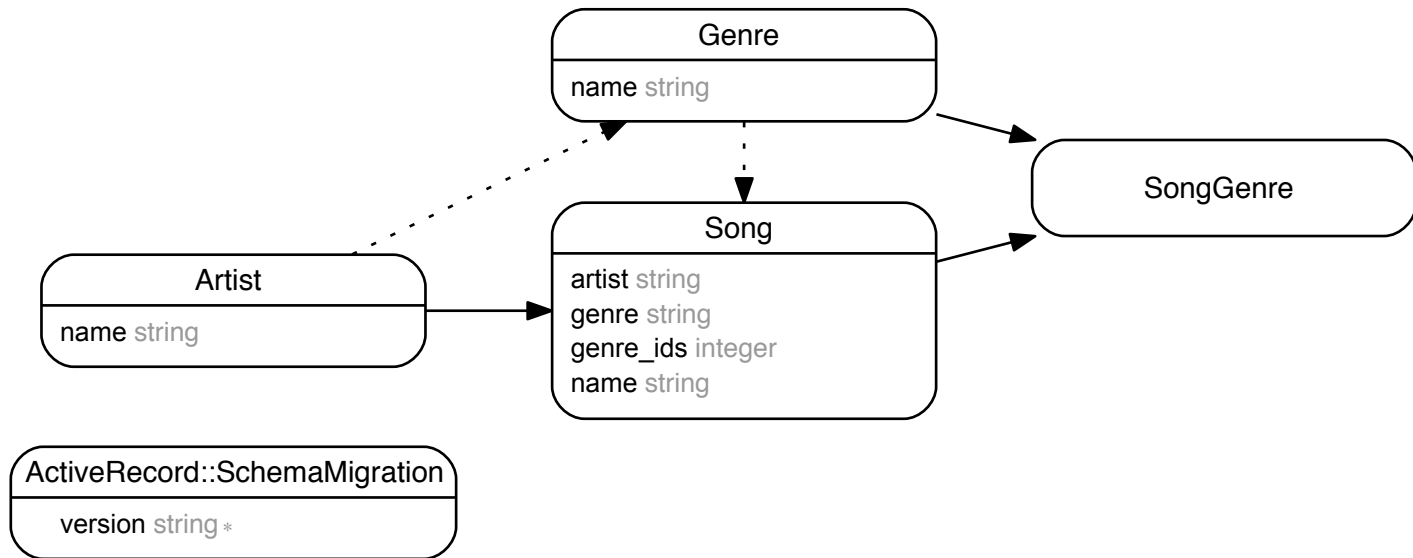 Genre
name string
SongGenre
Song
artist string
genre string
genre_ids integer
name string
Artist
name string
ActiveRecord::SchemaMigration
version string *